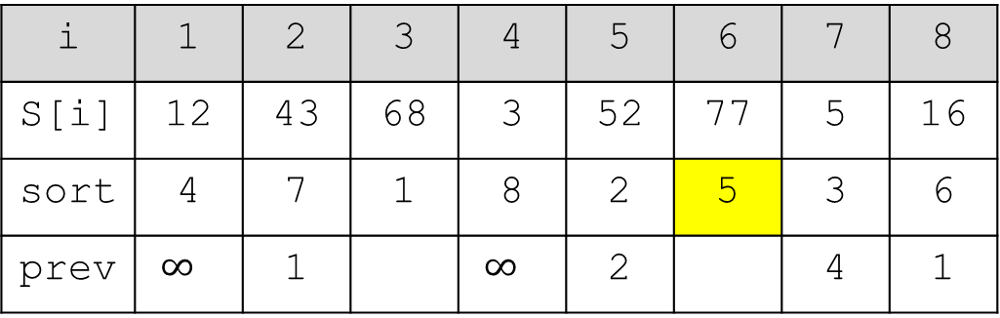 i 1 2 3 4 5 6 7 8
S[i] 12 43 68 3 52 77 5 16
sort 4 7 1 8 2 5 3 6
prev ∞ 1 ∞ 2 4 1